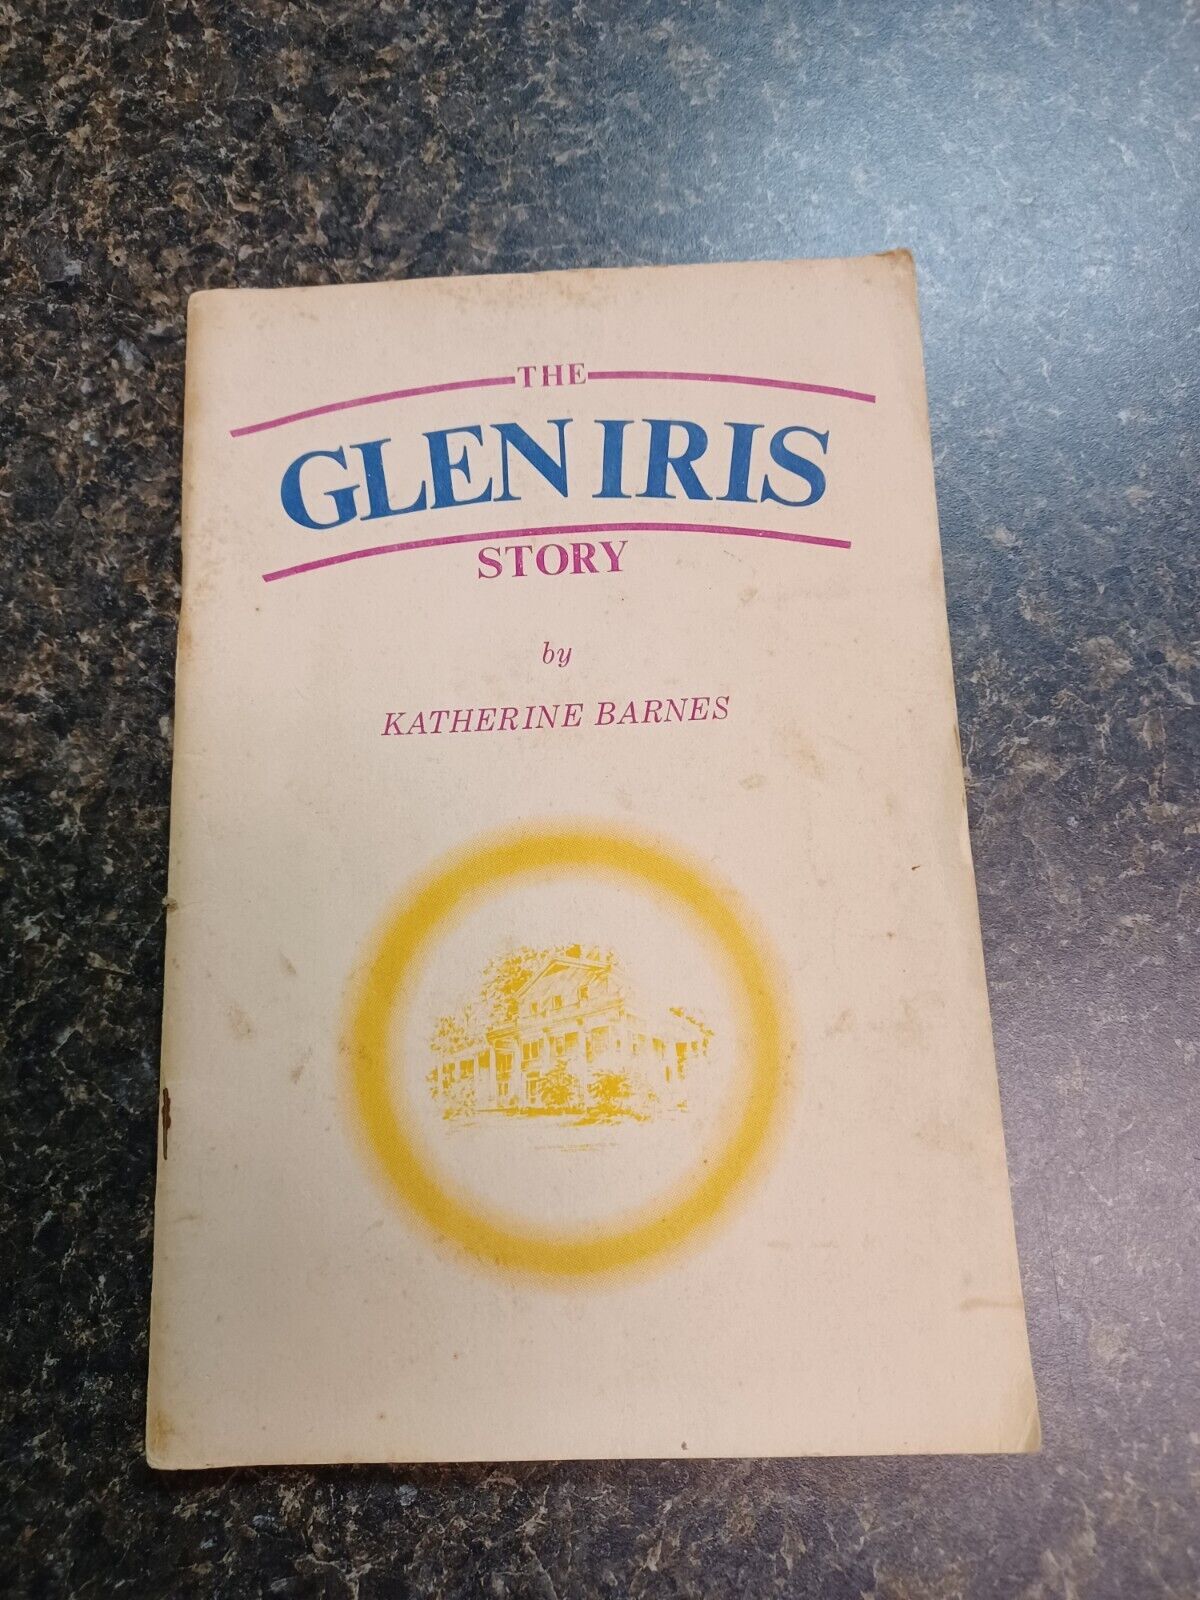 THE
GLEN IRIS
STORY
by
KATHERINE BARNES